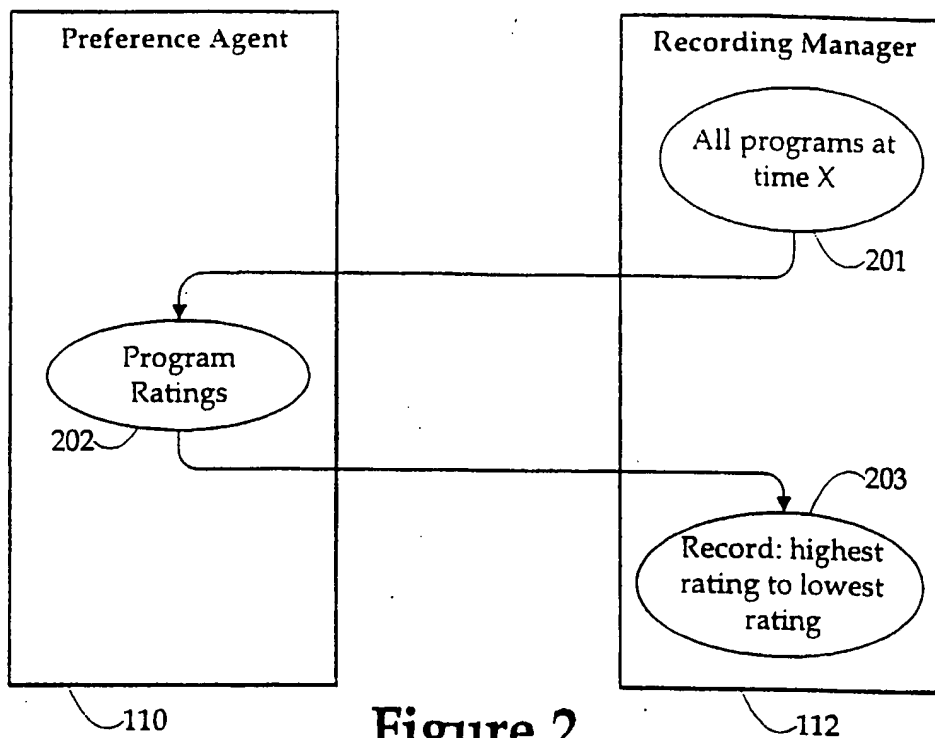 Preference Agent
Recording Manager
All programs at
time X
201
Program
Ratings
202
203
Record: highest
rating to lowest
rating
110
112
Figure 2